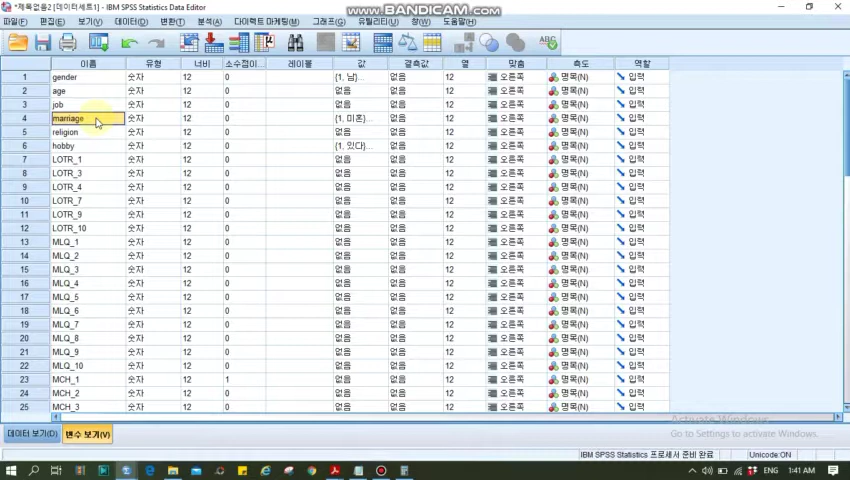 *제목없음2 [데이터세트1] - IBM SPSS Statistics Data Editor
WWW.BANDICAM.COM
파일(F) 편집(E) 보기(V) 데이터(D) 변환(T) 분석(A) 다이렉트 마케팅(M) 그래프(G) 유틸리티(U) 창(W) 도움말(H)
이름 유형 너비 소수점이... 레이블 값 결측값 열 맞춤 측도 역할
1 gender 숫자 12 0 {1, 남}... 없음 12 오른쪽 명목(N) 입력
2 age 숫자 12 0 없음 없음 12 오른쪽 명목(N) 입력
3 job 숫자 12 0 없음 없음 12 오른쪽 명목(N) 입력
4 marriage 숫자 12 0 {1, 미혼}... 없음 12 오른쪽 명목(N) 입력
5 religion 숫자 12 0 없음 없음 12 오른쪽 명목(N) 입력
6 hobby 숫자 12 0 {1, 있다}... 없음 12 오른쪽 명목(N) 입력
7 LOTR_1 숫자 12 0 없음 없음 12 오른쪽 명목(N) 입력
8 LOTR_3 숫자 12 0 없음 없음 12 오른쪽 명목(N) 입력
9 LOTR_4 숫자 12 0 없음 없음 12 오른쪽 명목(N) 입력
10 LOTR_7 숫자 12 0 없음 없음 12 오른쪽 명목(N) 입력
11 LOTR_9 숫자 12 0 없음 없음 12 오른쪽 명목(N) 입력
12 LOTR_10 숫자 12 0 없음 없음 12 오른쪽 명목(N) 입력
13 MLQ_1 숫자 12 0 없음 없음 12 오른쪽 명목(N) 입력
14 MLQ_2 숫자 12 0 없음 없음 12 오른쪽 명목(N) 입력
15 MLQ_3 숫자 12 0 없음 없음 12 오른쪽 명목(N) 입력
16 MLQ_4 숫자 12 0 없음 없음 12 오른쪽 명목(N) 입력
17 MLQ_5 숫자 12 0 없음 없음 12 오른쪽 명목(N) 입력
18 MLQ_6 숫자 12 0 없음 없음 12 오른쪽 명목(N) 입력
19 MLQ_7 숫자 12 0 없음 없음 12 오른쪽 명목(N) 입력
20 MLQ_8 숫자 12 0 없음 없음 12 오른쪽 명목(N) 입력
21 MLQ_9 숫자 12 0 없음 없음 12 오른쪽 명목(N) 입력
22 MLQ_10 숫자 12 0 없음 없음 12 오른쪽 명목(N) 입력
23 MCH_1 숫자 12 1 없음 없음 12 오른쪽 명목(N) 입력
24 MCH_2 숫자 12 0 없음 없음 12 오른쪽 명목(N) 입력
25 MCH_3 숫자 12 0 없음 없음 12 오른쪽 명목(N) 입력
Activate Windows
Go to Settings to activate Windows.
데이터 보기(D) 변수 보기(V)
IBM SPSS Statistics 프로세서 준비 완료 Unicode:ON
ENG 1:41 AM